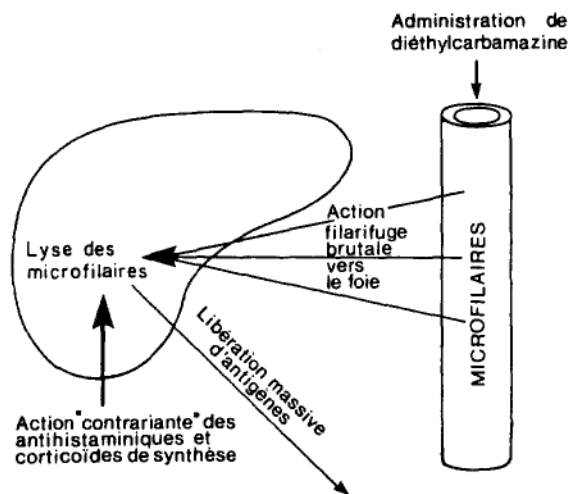 Administration de
diéthylcarbamazine
Action
filarifuge
brutale
vers
le foie
Lyse des
microfilaires
MICROFILAIRES
Libération massive
d'antigènes
Action "contrariante" des
antihistaminiques et
corticoïdes de synthèse